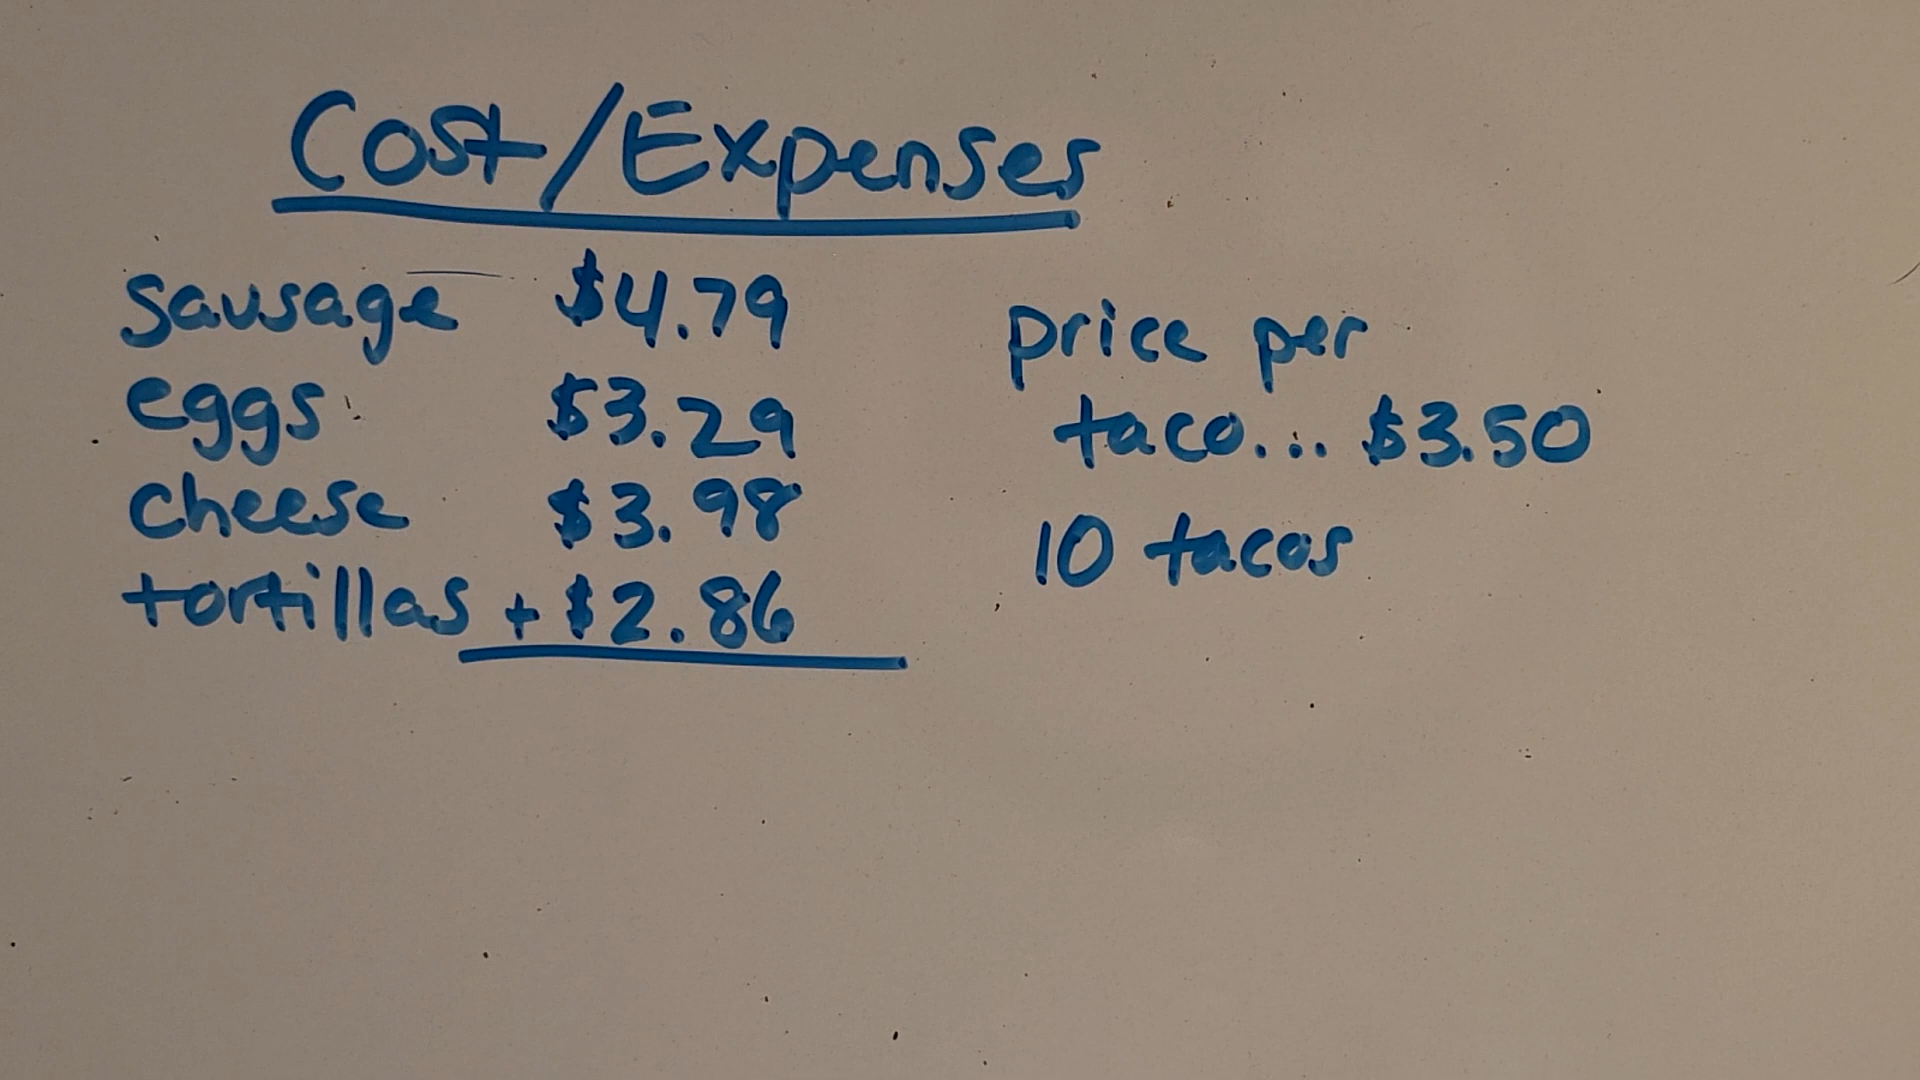 Cost/Expenses
sausage $4.79
eggs $3.29
cheese $3.98
tortillas + $2.86
price per
taco... $3.50
10 tacos